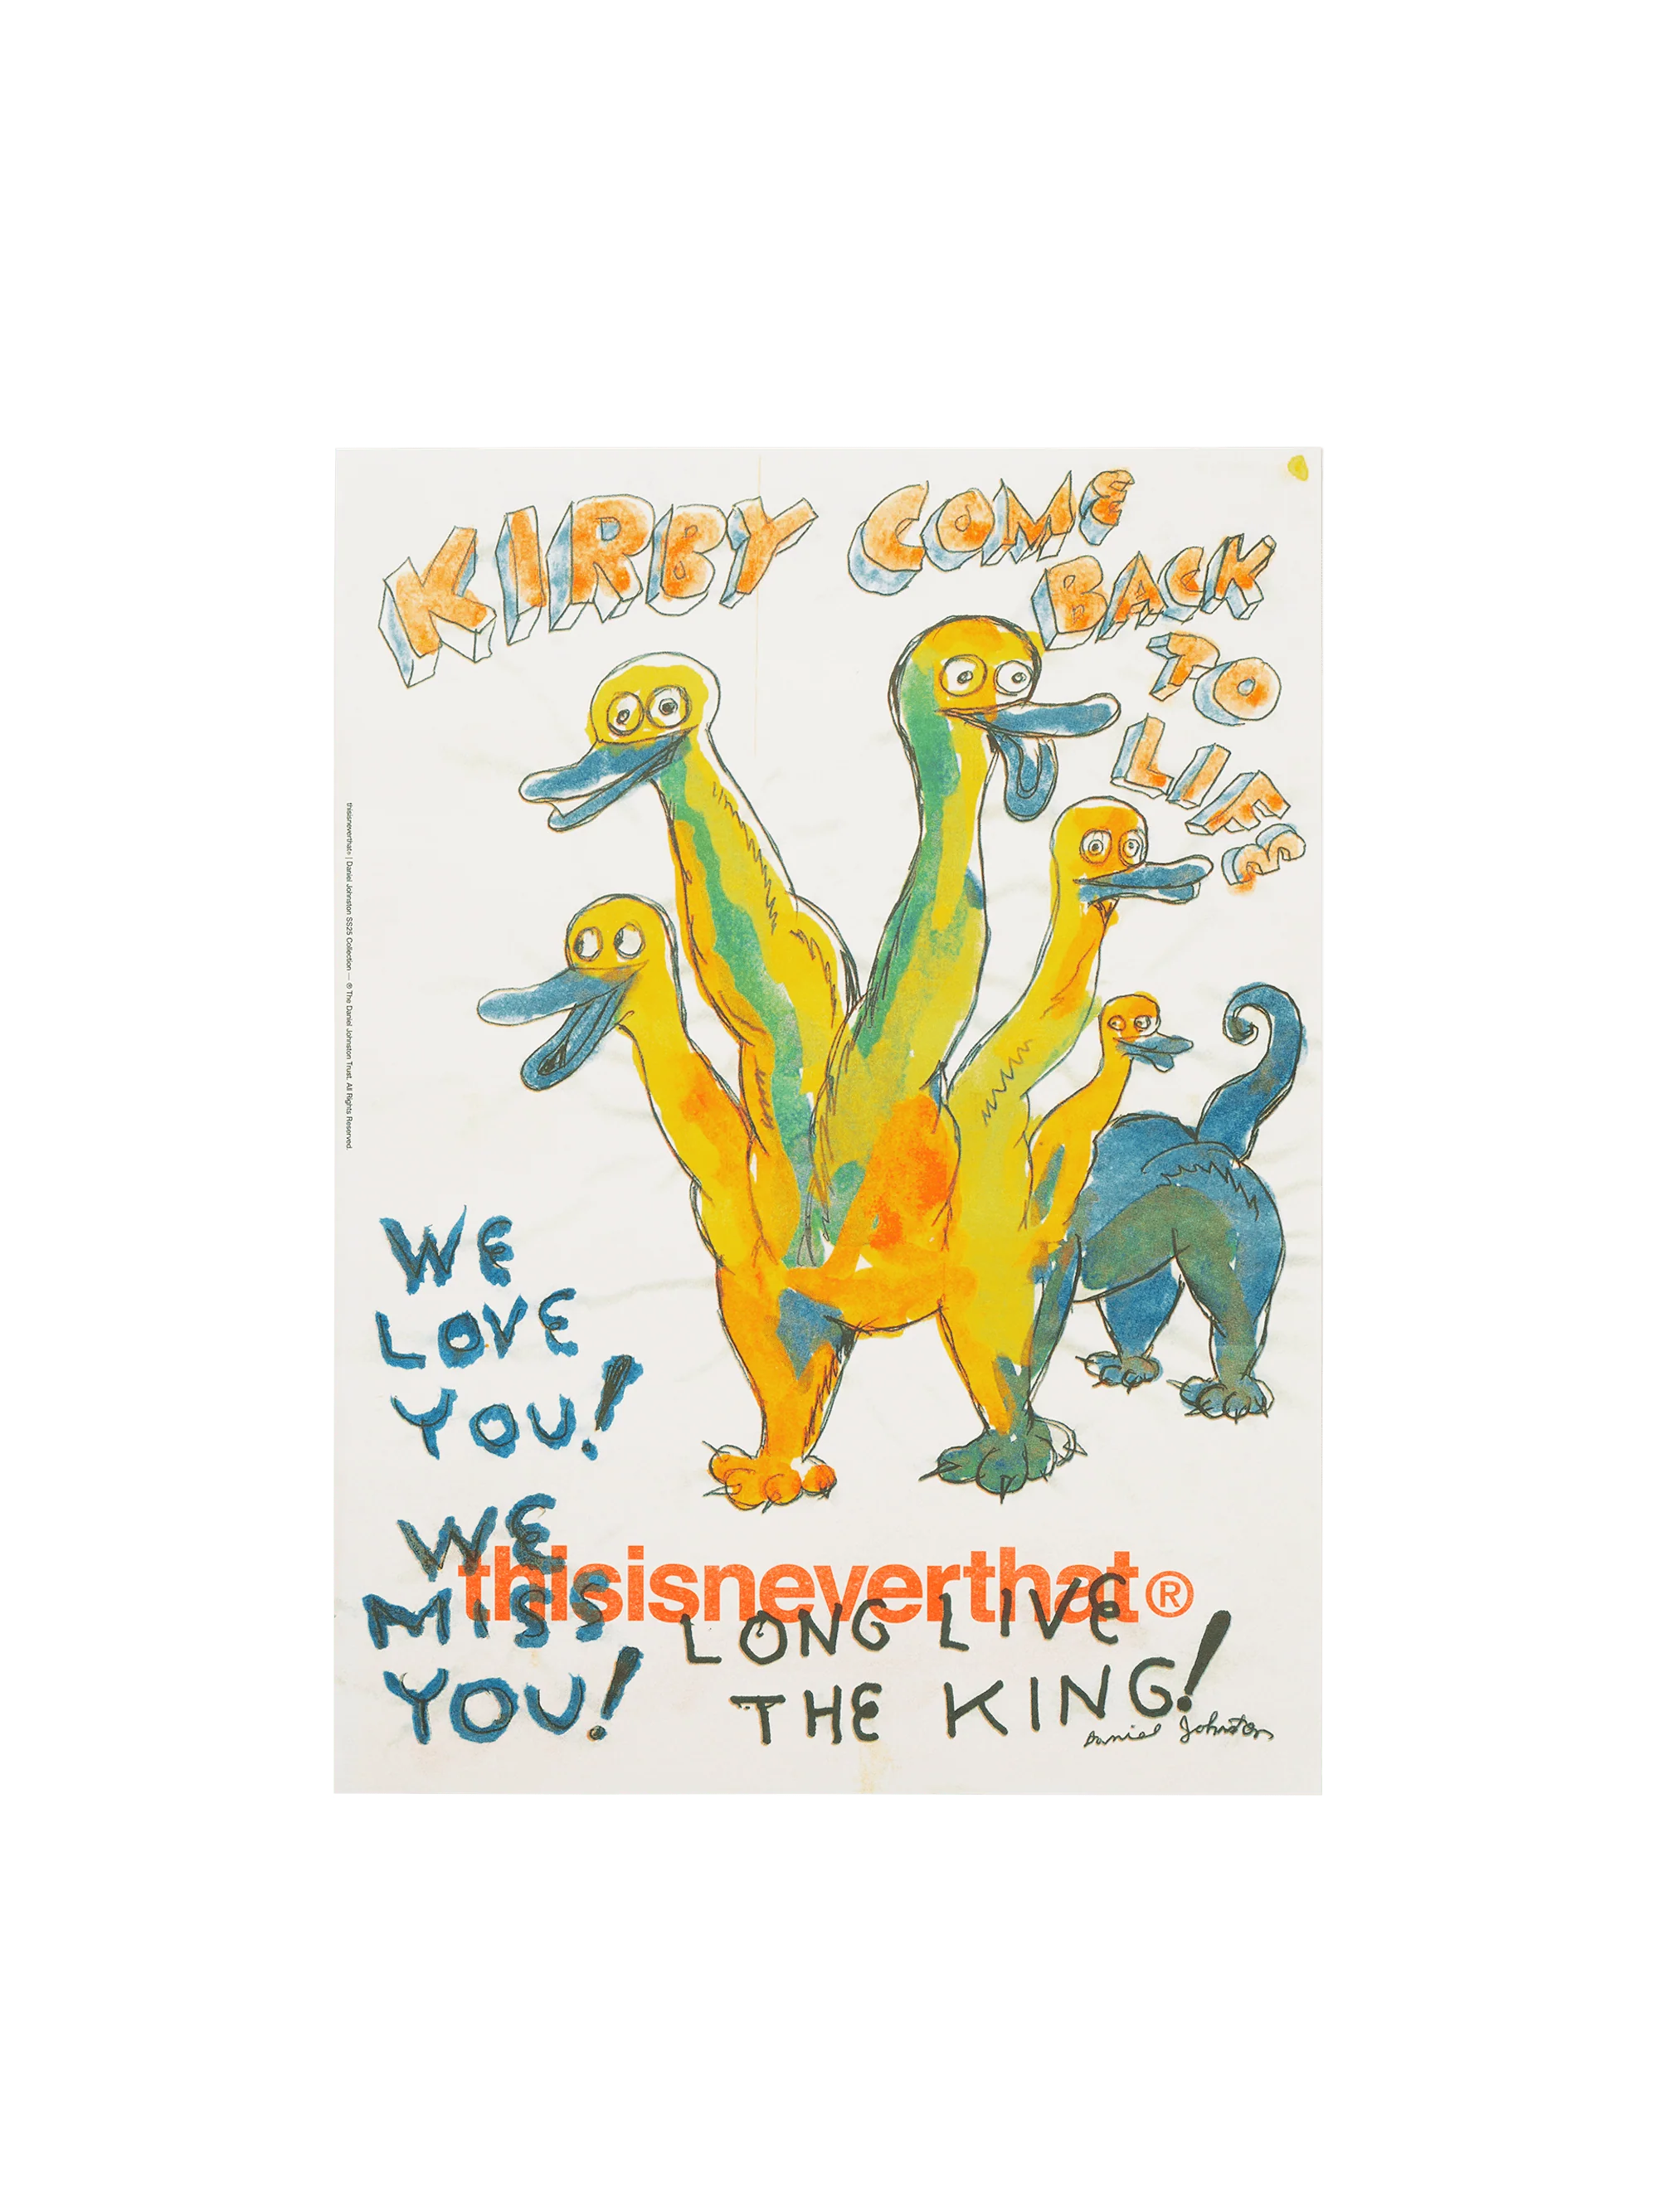 KIRBY COME
BACK
TO
LIFE
thisisneverthat® | Daniel Johnston SS25 Collection — ® The Daniel Johnston Trust. All Rights Reserved.
WE
LOVE
YOU!
WE
MISS
YOU!
thisisneverthat®
LONG LIVE
THE KING!
Daniel Johnston